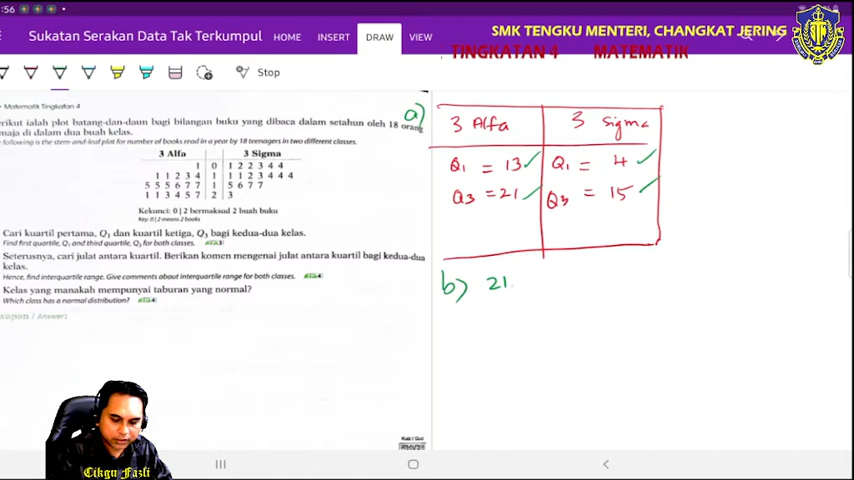 :56
SMK TENGKU MENTERI, CHANGKAT JERING
Sukatan Serakan Data Tak Terkumpul
HOME INSERT DRAW VIEW
TINGKATAN 4 MATEMATIK
Stop
Matematik Tingkatan 4
erikut ialah plot batang-dan-daun bagi bilangan buku yang dibaca dalam setahun oleh 18 orang
maja di dalam dua buah kelas.
following is the stem-and-leaf plot for number of books read in a year by 18 teenagers in two different classes.
3 Alfa 3 Sigma
1 0 1 2 2 3 4 4
1 1 2 3 4 1 1 1 2 3 4 4 4
5 5 5 6 7 7 1 5 6 7 7
1 1 3 4 5 7 2 3
Kekunci: 0 | 2 bermaksud 2 buah buku
Key: 0 | 2 means 2 books
Cari kuartil pertama, Q1 dan kuartil ketiga, Q3 bagi kedua-dua kelas.
Find first quartile, Q1 and third quartile, Q3 for both classes.
Seterusnya, cari julat antara kuartil. Berikan komen mengenai julat antara kuartil bagi kedua-dua
kelas.
Hence, find interquartile range. Give comments about interquartile range for both classes.
Kelas yang manakah mempunyai taburan yang normal?
Which class has a normal distribution?
wapan / Answer:
a)
3 Alfa 3 sigma
Q1 = 13 ✓ Q1 = 4 ✓
Q3 = 21 ✓ Q3 = 15 ✓
b) 21
Cikgu Fazli